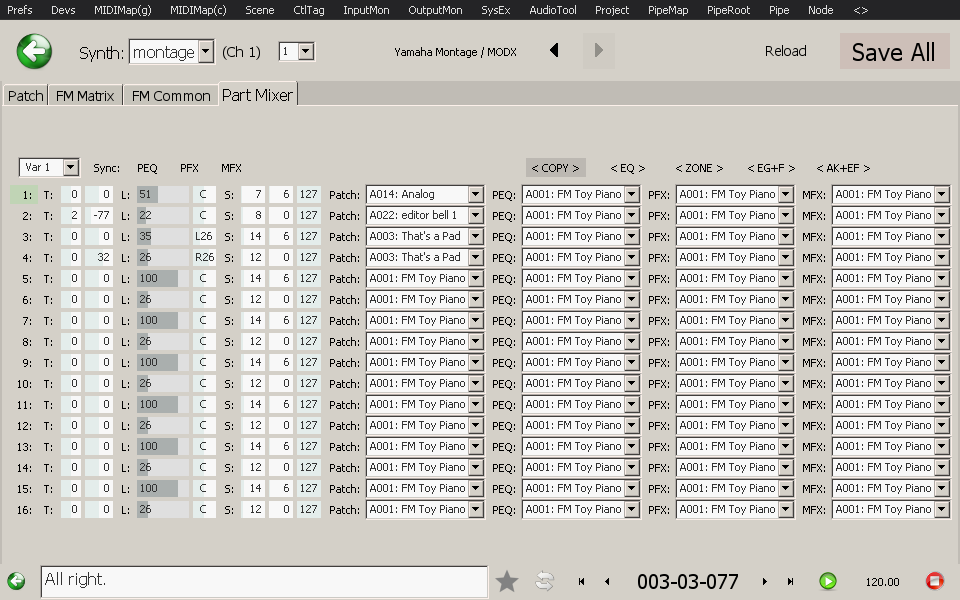 Prefs Devs MIDIMap(g) MIDIMap(c) Scene CtlTag InputMon OutputMon SysEx AudioTool Project PipeMap PipeRoot Pipe Node <>
Synth: montage (Ch 1) 1 Yamaha Montage / MODX Reload Save All
Patch FM Matrix FM Common Part Mixer
Var 1 Sync: PEQ PFX MFX < COPY > < EQ > < ZONE > < EG+F > < AK+EF >
1: T: 0 0 L: 51 C S: 7 6 127 Patch: A014: Analog PEQ: A001: FM Toy Piano PFX: A001: FM Toy Piano MFX: A001: FM Toy Piano
2: T: 2 -77 L: 22 C S: 8 0 127 Patch: A022: editor bell 1 PEQ: A001: FM Toy Piano PFX: A001: FM Toy Piano MFX: A001: FM Toy Piano
3: T: 0 0 L: 35 L26 S: 14 6 127 Patch: A003: That's a Pad PEQ: A001: FM Toy Piano PFX: A001: FM Toy Piano MFX: A001: FM Toy Piano
4: T: 0 32 L: 26 R26 S: 12 0 127 Patch: A003: That's a Pad PEQ: A001: FM Toy Piano PFX: A001: FM Toy Piano MFX: A001: FM Toy Piano
5: T: 0 0 L: 100 C S: 14 6 127 Patch: A001: FM Toy Piano PEQ: A001: FM Toy Piano PFX: A001: FM Toy Piano MFX: A001: FM Toy Piano
6: T: 0 0 L: 26 C S: 12 0 127 Patch: A001: FM Toy Piano PEQ: A001: FM Toy Piano PFX: A001: FM Toy Piano MFX: A001: FM Toy Piano
7: T: 0 0 L: 100 C S: 14 6 127 Patch: A001: FM Toy Piano PEQ: A001: FM Toy Piano PFX: A001: FM Toy Piano MFX: A001: FM Toy Piano
8: T: 0 0 L: 26 C S: 12 0 127 Patch: A001: FM Toy Piano PEQ: A001: FM Toy Piano PFX: A001: FM Toy Piano MFX: A001: FM Toy Piano
9: T: 0 0 L: 100 C S: 14 6 127 Patch: A001: FM Toy Piano PEQ: A001: FM Toy Piano PFX: A001: FM Toy Piano MFX: A001: FM Toy Piano
10: T: 0 0 L: 26 C S: 12 0 127 Patch: A001: FM Toy Piano PEQ: A001: FM Toy Piano PFX: A001: FM Toy Piano MFX: A001: FM Toy Piano
11: T: 0 0 L: 100 C S: 14 6 127 Patch: A001: FM Toy Piano PEQ: A001: FM Toy Piano PFX: A001: FM Toy Piano MFX: A001: FM Toy Piano
12: T: 0 0 L: 26 C S: 12 0 127 Patch: A001: FM Toy Piano PEQ: A001: FM Toy Piano PFX: A001: FM Toy Piano MFX: A001: FM Toy Piano
13: T: 0 0 L: 100 C S: 14 6 127 Patch: A001: FM Toy Piano PEQ: A001: FM Toy Piano PFX: A001: FM Toy Piano MFX: A001: FM Toy Piano
14: T: 0 0 L: 26 C S: 12 0 127 Patch: A001: FM Toy Piano PEQ: A001: FM Toy Piano PFX: A001: FM Toy Piano MFX: A001: FM Toy Piano
15: T: 0 0 L: 100 C S: 14 6 127 Patch: A001: FM Toy Piano PEQ: A001: FM Toy Piano PFX: A001: FM Toy Piano MFX: A001: FM Toy Piano
16: T: 0 0 L: 26 C S: 12 0 127 Patch: A001: FM Toy Piano PEQ: A001: FM Toy Piano PFX: A001: FM Toy Piano MFX: A001: FM Toy Piano
All right. 003-03-077 120.00